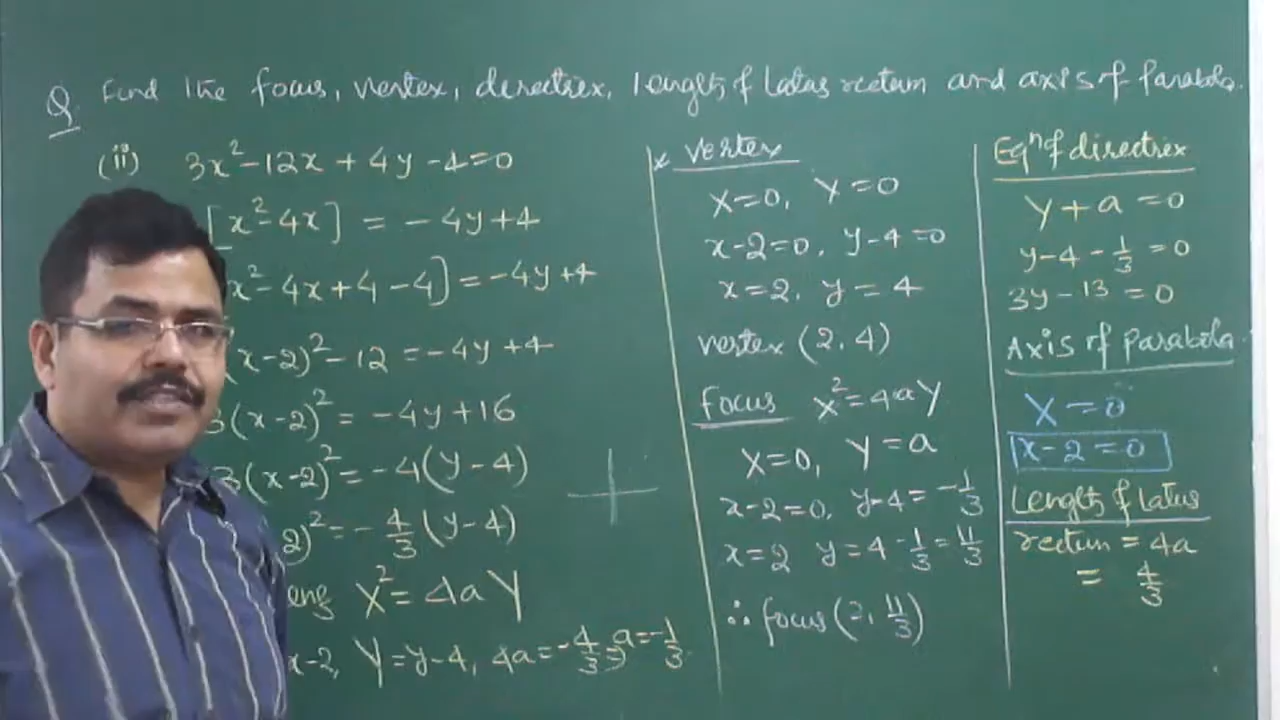 Q Find the focus, vertex, directrix, length of Latus rectum and axis of Parabola.
(ii) 3x²-12x + 4y -4=0
[x²-4x] = -4y+4
x²-4x+4-4]=-4y+4
(x-2)²-12=-4y+4
3(x-2)²= -4y+16
3(x-2)²=-4(y-4)
2)²=-4/3(y-4)
X²=4aY
x-2, Y=y-4, 4a=-4/3⇒a=-1/3
* vertex
X=0, Y=0
x-2=0, y-4=0
x=2, y=4
vertex (2,4)
focus X²=4aY
X=0, Y=a
x-2=0, y-4=-1/3
x=2 y=4-1/3=11/3
∴ focus (2, 11/3)
Eqⁿ of directrix
Y+a=0
y-4-1/3=0
3y-13=0
Axis of parabola
X=0
x-2=0
Length of latus
rectum = 4a
= 4/3